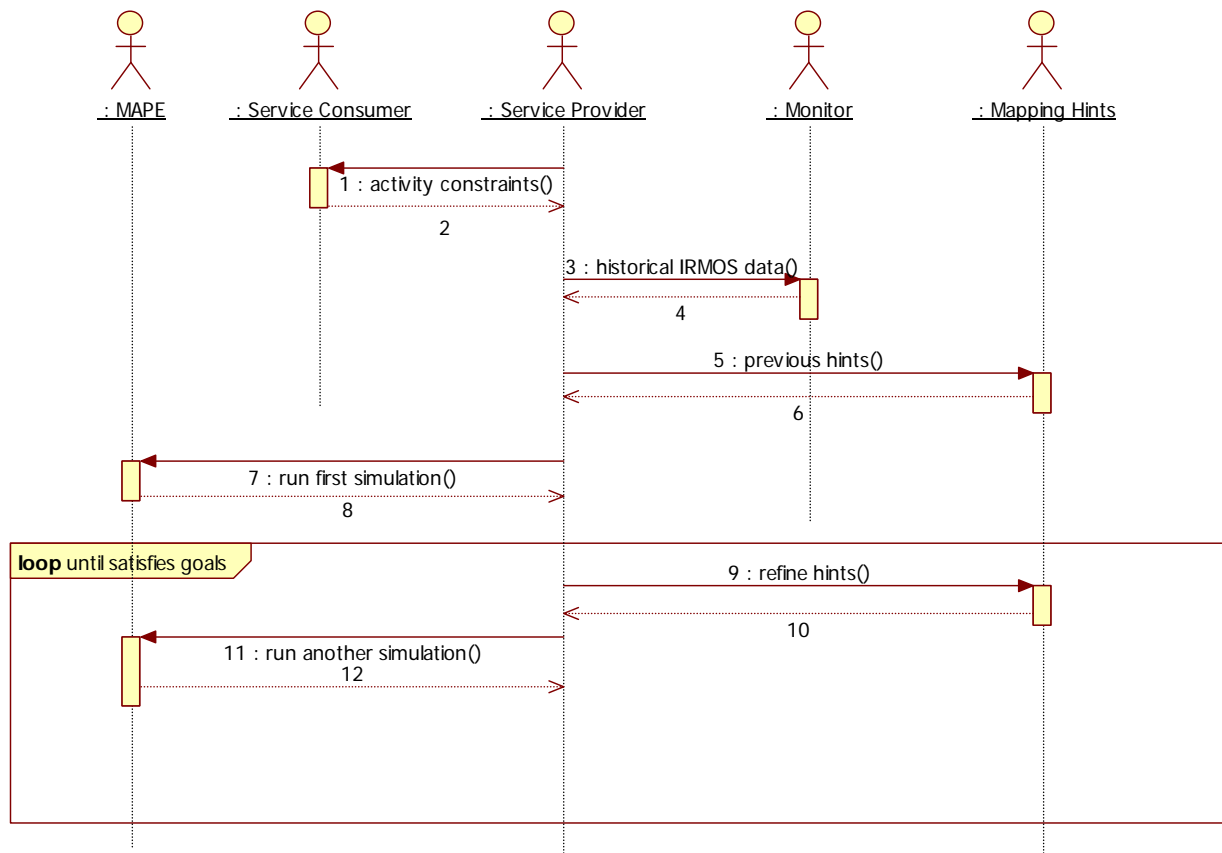 : MAPE
: Service Consumer
: Service Provider
: Monitor
: Mapping Hints
1 : activity constraints()
2
3 : historical IRMOS data()
4
5 : previous hints()
6
7 : run first simulation()
8
loop until satisfies goals
9 : refine hints()
10
11 : run another simulation()
12